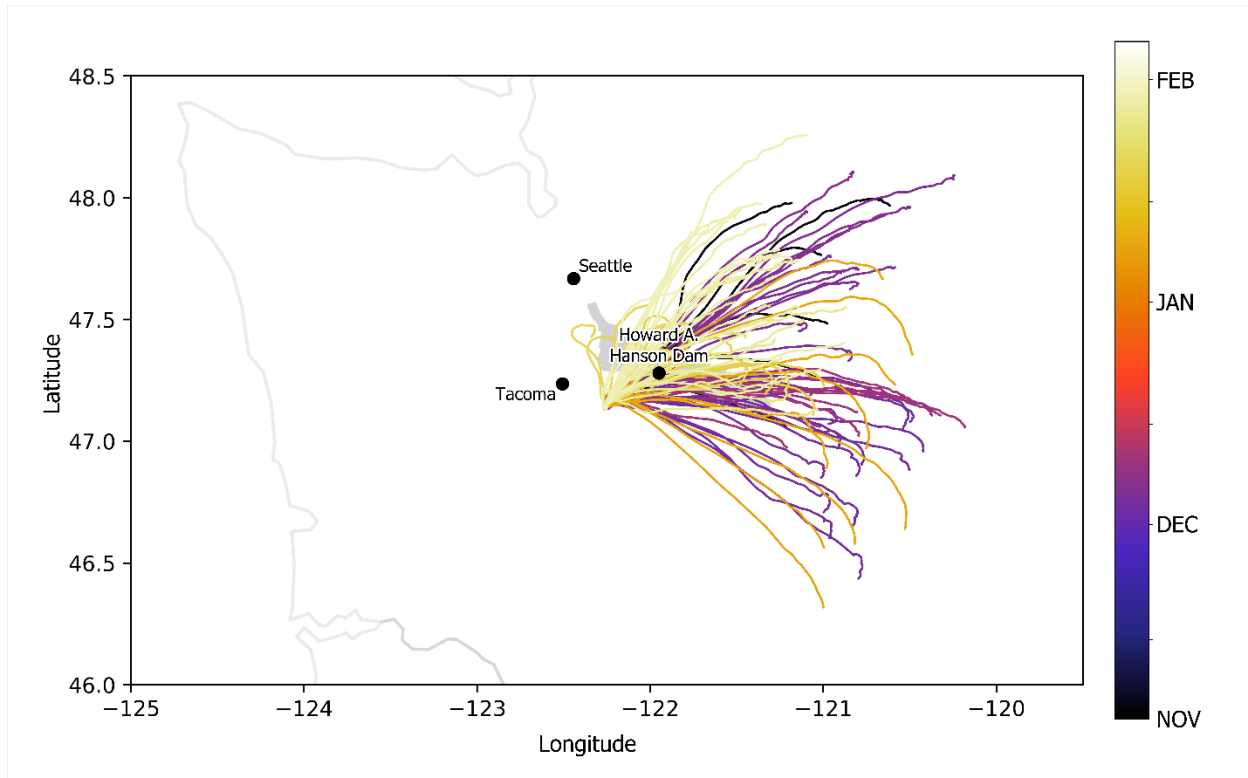 48.5
48.0
47.5
47.0
46.5
46.0
Latitude
−125
−124
−123
−122
−121
−120
Longitude
Seattle
Howard A.
Hanson Dam
Tacoma
FEB
JAN
DEC
NOV